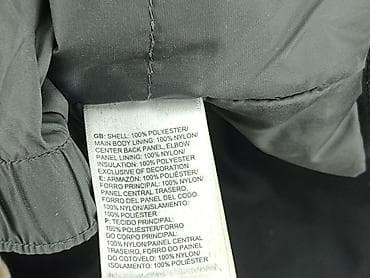 GB: SHELL: 100% POLYESTER/
MAIN BODY LINING: 100% NYLON/
CENTER BACK PANEL, ELBOW
PANEL LINING: 100% NYLON/
INSULATION: 100% POLYESTER
EXCLUSIVE OF DECORATION
E: ARMAZÓN: 100% POLIÉSTER/
FORRO PRINCIPAL: 100% NYLON/
PANEL CENTRAL TRASERO,
FORRO DEL PANEL DEL CODO:
100% NYLON/AISLAMIENTO:
100% POLIÉSTER
P: TECIDO PRINCIPAL:
100% POLIÉSTER/FORRO
DO CORPO PRINCIPAL:
100% NYLON/PAINEL CENTRAL
TRASEIRO, FORRO DO PAINEL
DO COTOVELO: 100% NYLON/
ISOLAMENTO: 100% POLIÉSTER